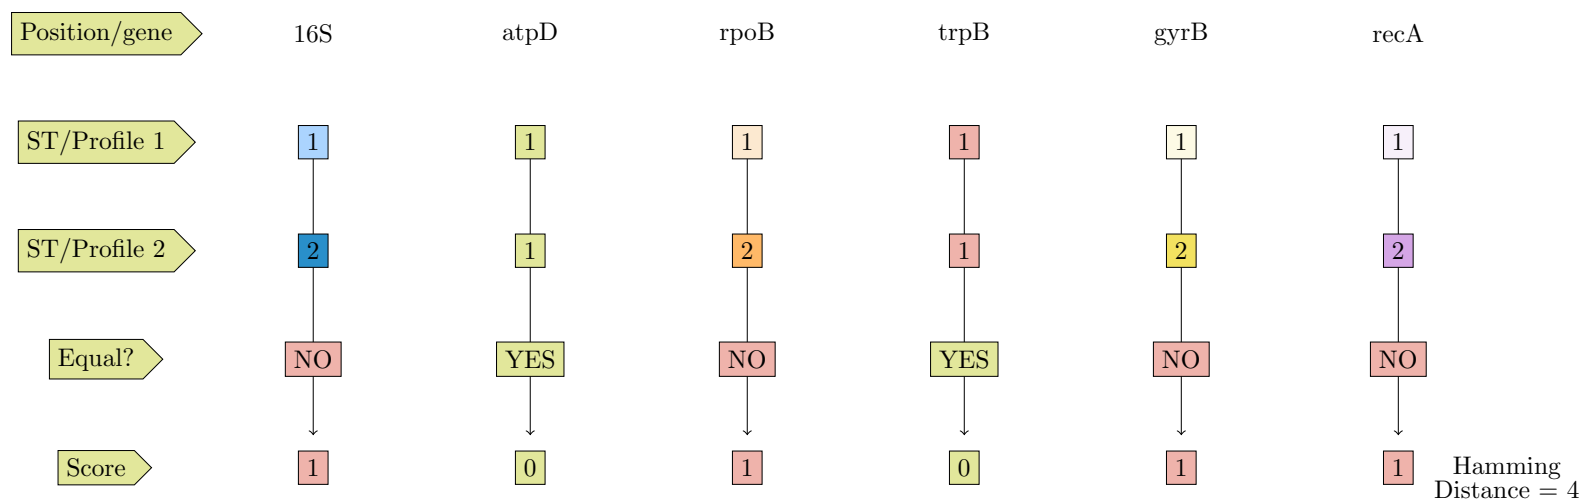 Position/gene 16S atpD rpoB trpB gyrB recA
ST/Profile 1 1 1 1 1 1 1
ST/Profile 2 2 1 2 1 2 2
Equal? NO YES NO YES NO NO
Score 1 0 1 0 1 1 Hamming
Distance = 4